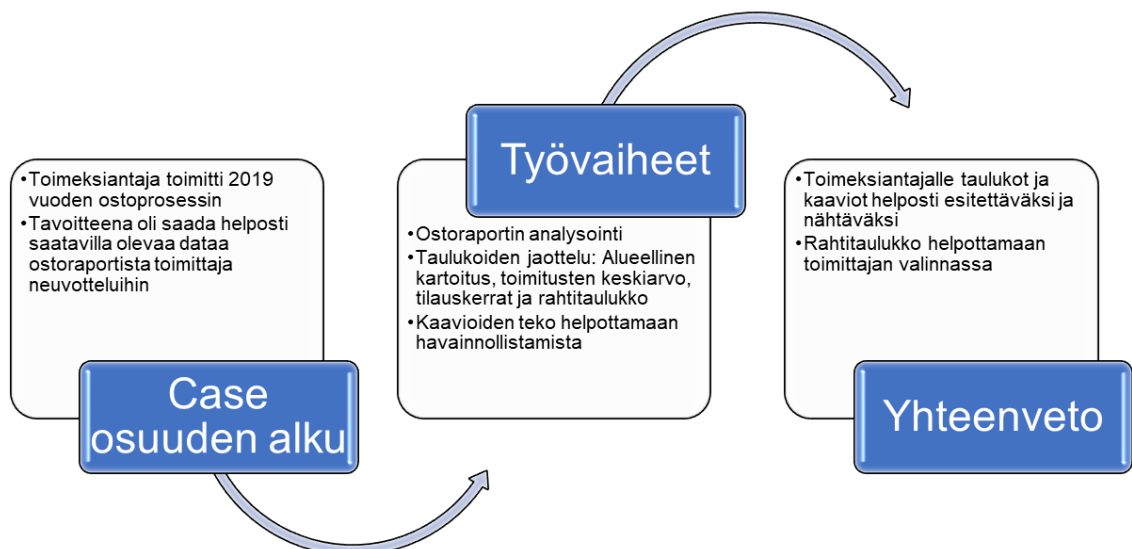 •Toimeksiantaja toimitti 2019
vuoden ostoprosessin
•Tavoitteena oli saada helposti
saatavilla olevaa dataa
ostoraportista toimittaja
neuvotteluihin
Case
osuuden alku
Työvaiheet
•Ostoraportin analysointi
•Taulukoiden jaottelu: Alueellinen
kartoitus, toimitusten keskiarvo,
tilauskerrat ja rahtitaulukko
•Kaavioiden teko helpottamaan
havainnollistamista
•Toimeksiantajalle taulukot ja
kaaviot helposti esitettäväksi ja
nähtäväksi
•Rahtitaulukko helpottamaan
toimittajan valinnassa
Yhteenveto